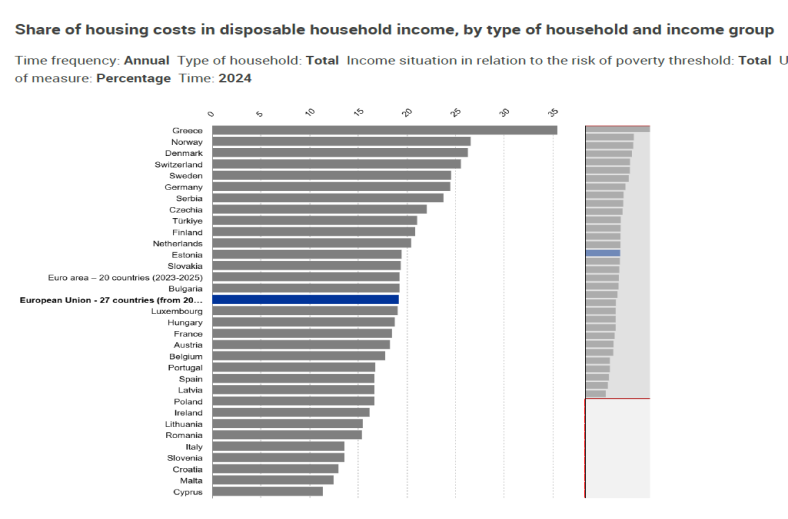 Share of housing costs in disposable household income, by type of household and income group
Time frequency: Annual Type of household: Total Income situation in relation to the risk of poverty threshold: Total U
of measure: Percentage Time: 2024
0 5 10 15 20 25 30 35
Greece
Norway
Denmark
Switzerland
Sweden
Germany
Serbia
Czechia
Türkiye
Finland
Netherlands
Estonia
Slovakia
Euro area – 20 countries (2023-2025)
Bulgaria
European Union - 27 countries (from 20...
Luxembourg
Hungary
France
Austria
Belgium
Portugal
Spain
Latvia
Poland
Ireland
Lithuania
Romania
Italy
Slovenia
Croatia
Malta
Cyprus